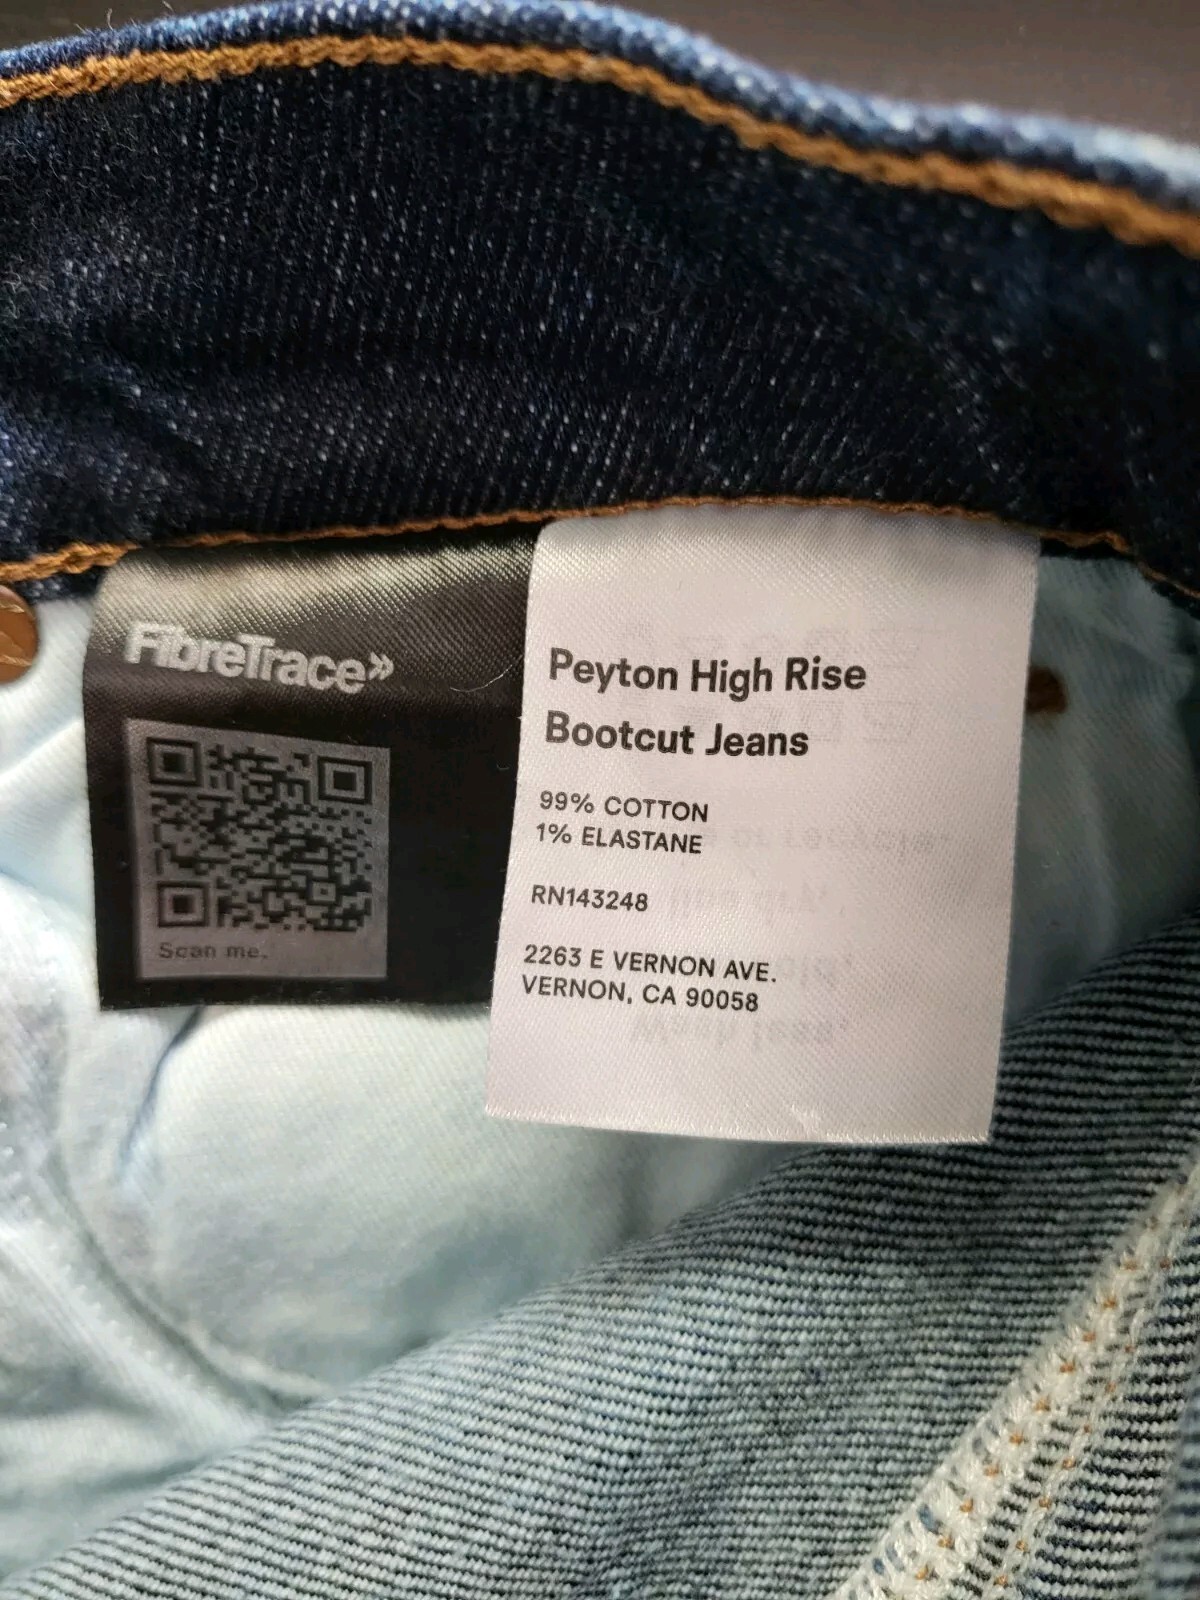 FibreTrace»
Scan me.
Peyton High Rise
Bootcut Jeans
99% COTTON
1% ELASTANE
RN143248
2263 E VERNON AVE.
VERNON, CA 90058